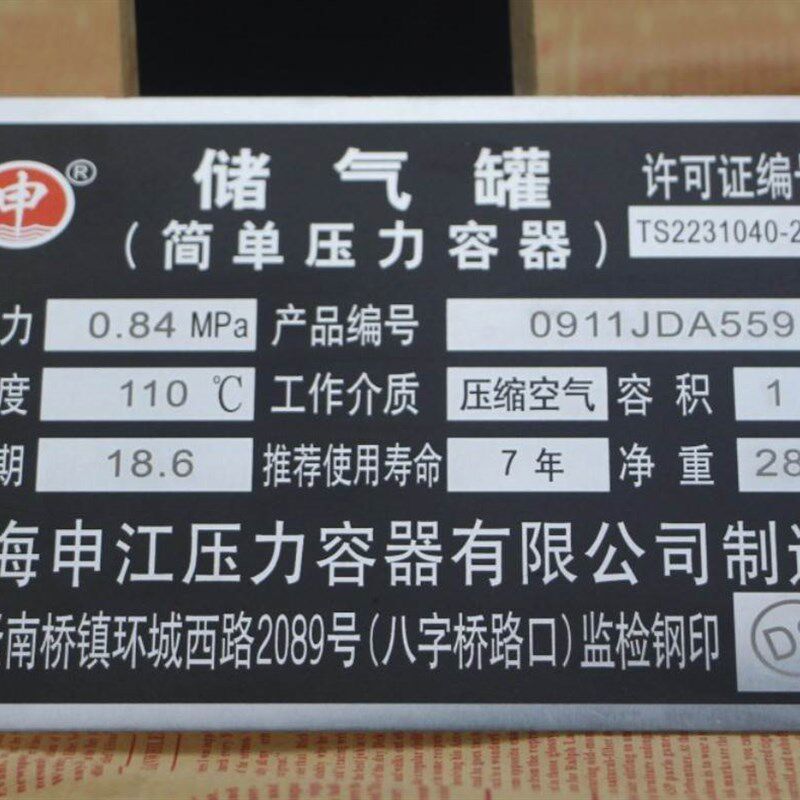 申® 储气罐 许可证编
(简单压力容器) TS2231040-2
力 0.84 MPa 产品编号 0911JDA559
度 110 ℃ 工作介质 压缩空气 容积 1
期 18.6 推荐使用寿命 7 年 净重 28
海申江压力容器有限公司制造
南桥镇环城西路2089号(八字桥路口)监检钢印